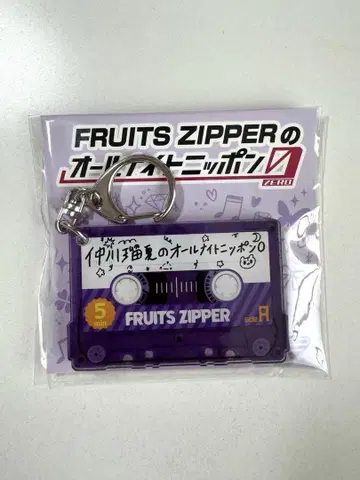 FRUITS ZIPPERの
オールナイトニッポン0
ZERO
仲川瑠夏のオールナイトニッポン0
5
min
FRUITS ZIPPER
SIDE A